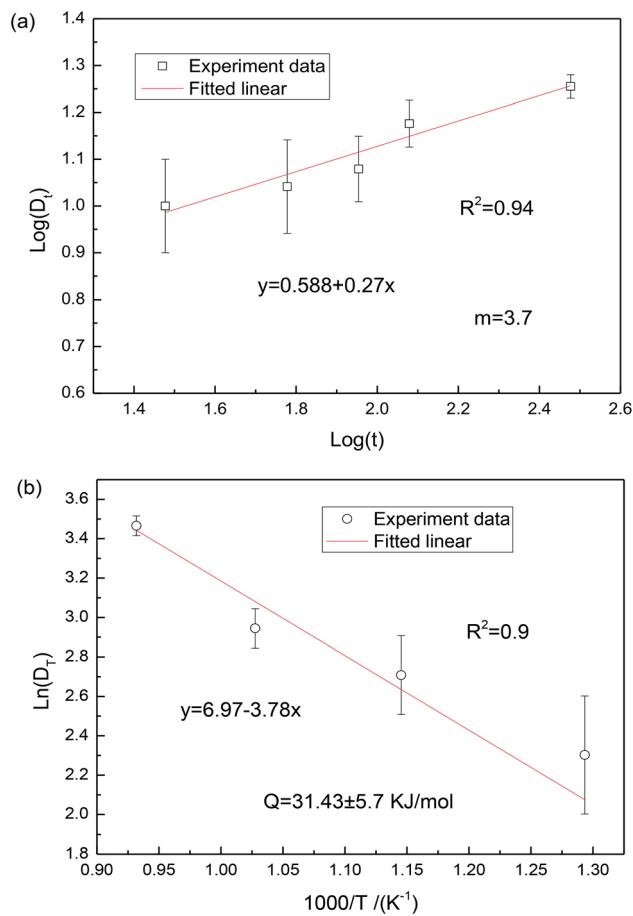 (a)
1.4
1.3
1.2
1.1
1.0
0.9
0.8
0.7
0.6
Log(Dt)
Experiment data
Fitted linear
R2=0.94
y=0.588+0.27x
m=3.7
1.4 1.6 1.8 2.0 2.2 2.4 2.6
Log(t)
(b)
3.6
3.4
3.2
3.0
2.8
2.6
2.4
2.2
2.0
1.8
Ln(DT)
Experiment data
Fitted linear
R2=0.9
y=6.97-3.78x
Q=31.43±5.7 KJ/mol
0.90 0.95 1.00 1.05 1.10 1.15 1.20 1.25 1.30
1000/T /(K-1)